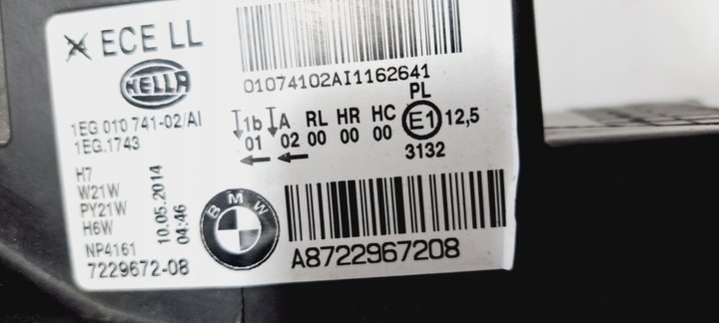 ECE LL
HELLA
01074102AI1162641
1EG 010 741-02/AI
1EG.1743
1b A RL HR HC PL
01 02 00 00 00 E1 12,5
3132
H7
W21W
PY21W
H6W
10.05.2014
04:46
NP4161
7229672-08
BMW
A8722967208